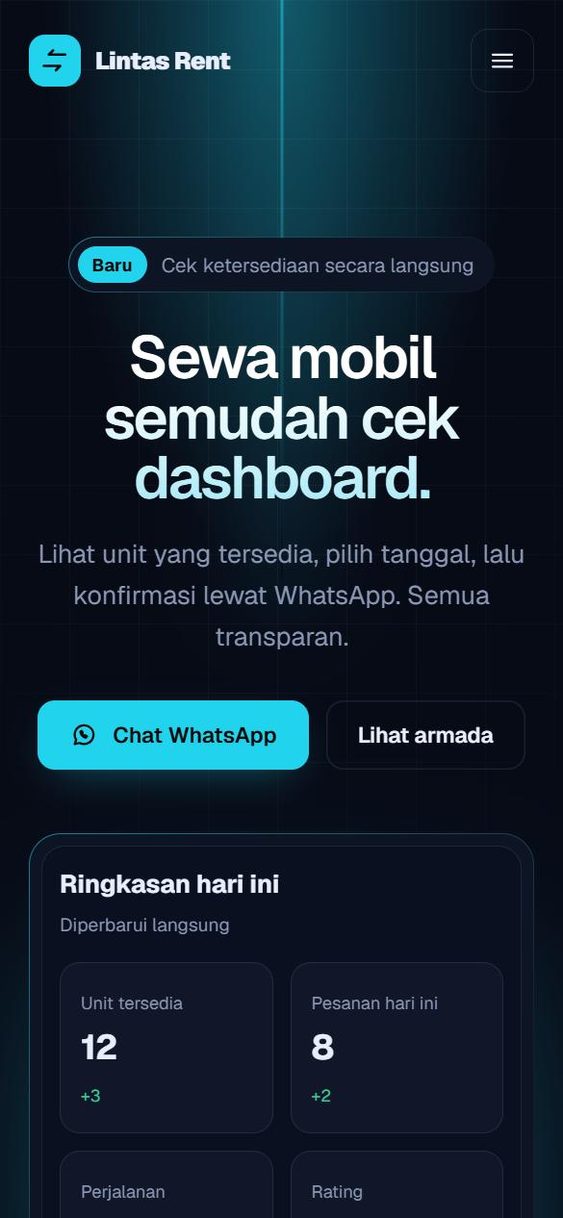 Lintas Rent
Baru Cek ketersediaan secara langsung
Sewa mobil
semudah cek
dashboard.
Lihat unit yang tersedia, pilih tanggal, lalu
konfirmasi lewat WhatsApp. Semua
transparan.
Chat WhatsApp
Lihat armada
Ringkasan hari ini
Diperbarui langsung
Unit tersedia
12
+3
Pesanan hari ini
8
+2
Perjalanan
Rating